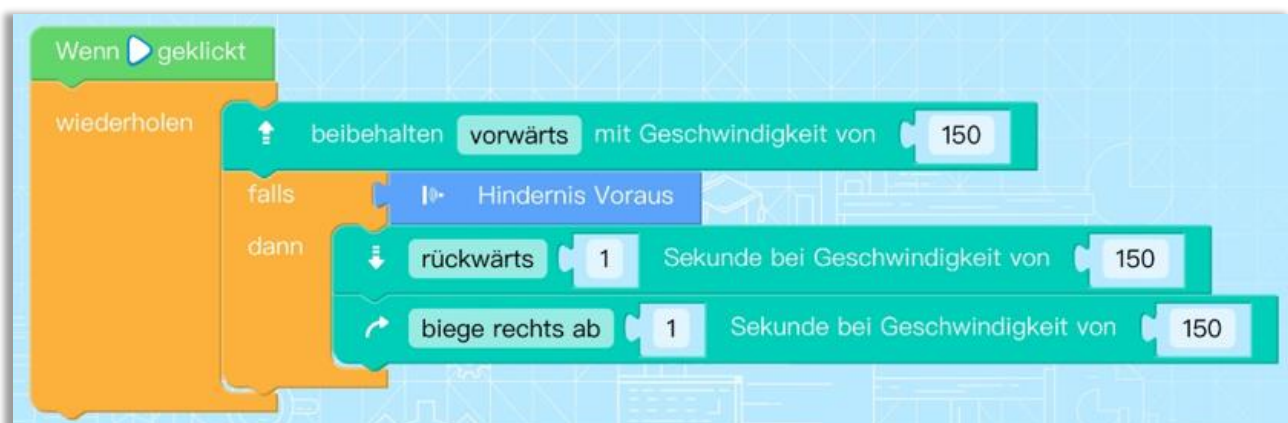 Wenn geklickt
wiederholen
beibehalten vorwärts mit Geschwindigkeit von 150
falls Hindernis Voraus
dann rückwärts 1 Sekunde bei Geschwindigkeit von 150
biege rechts ab 1 Sekunde bei Geschwindigkeit von 150